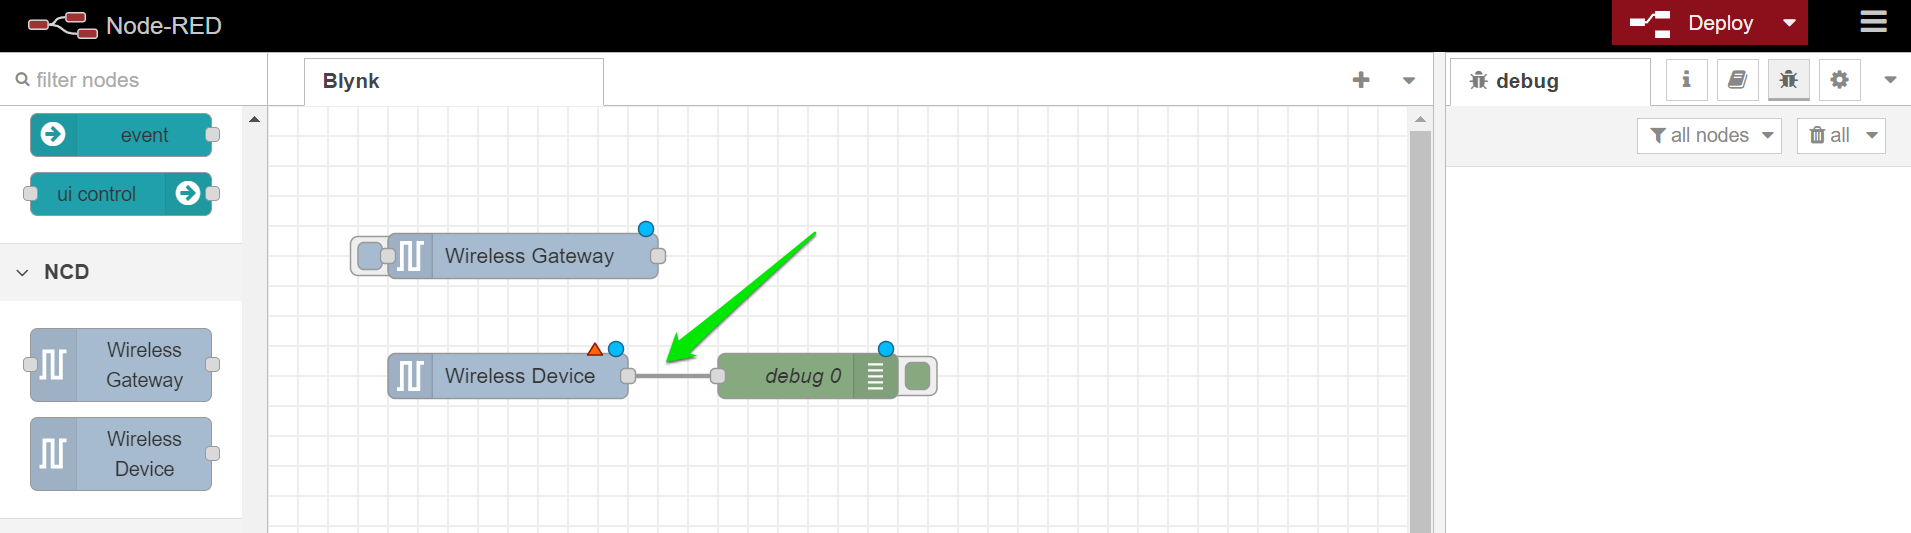 Node-RED
Deploy
filter nodes
Blynk
debug
all nodes
all
event
ui control
NCD
Wireless
Gateway
Wireless
Device
Wireless Gateway
Wireless Device
debug 0